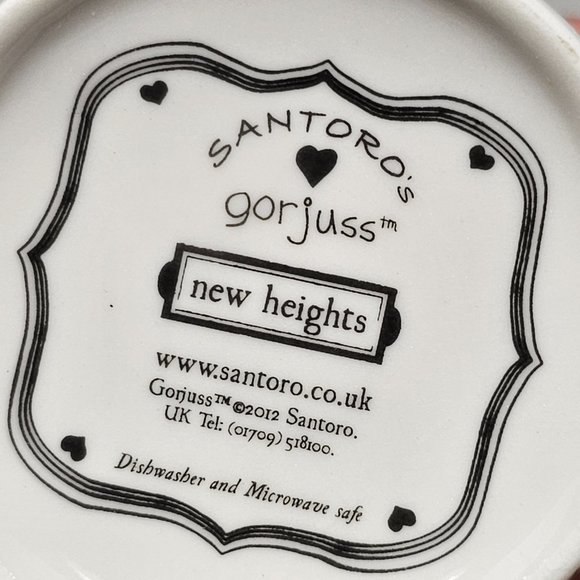 SANTORO's
gorjuss™
new heights
www.santoro.co.uk
Gorjuss™©2012 Santoro.
UK Tel: (01709) 518100.
Dishwasher and Microwave safe